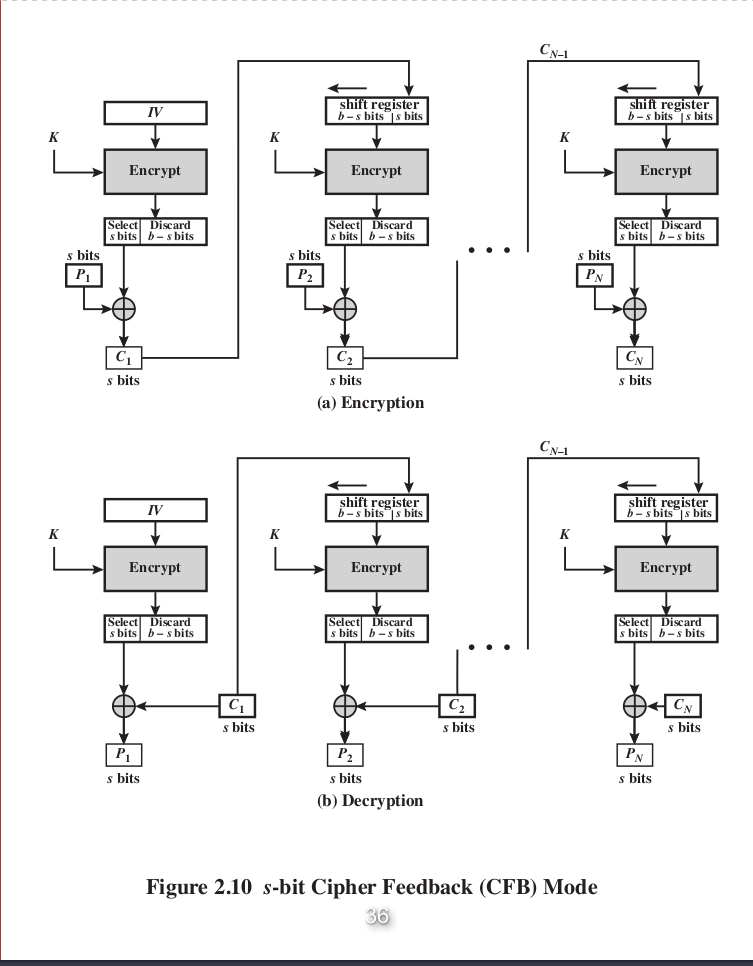 C_{N–1}
IV
shift register
b – s bits | s bits
shift register
b – s bits | s bits
K
K
K
Encrypt
Encrypt
Encrypt
Select s bits
Discard b – s bits
Select s bits
Discard b – s bits
Select s bits
Discard b – s bits
s bits
s bits
s bits
P_1
P_2
P_N
• • •
C_1
C_2
C_N
s bits
s bits
s bits
(a) Encryption
C_{N–1}
IV
shift register
b – s bits | s bits
shift register
b – s bits | s bits
K
K
K
Encrypt
Encrypt
Encrypt
Select s bits
Discard b – s bits
Select s bits
Discard b – s bits
Select s bits
Discard b – s bits
• • •
C_1
C_2
C_N
s bits
s bits
s bits
P_1
P_2
P_N
s bits
s bits
s bits
(b) Decryption
Figure 2.10 s-bit Cipher Feedback (CFB) Mode
36